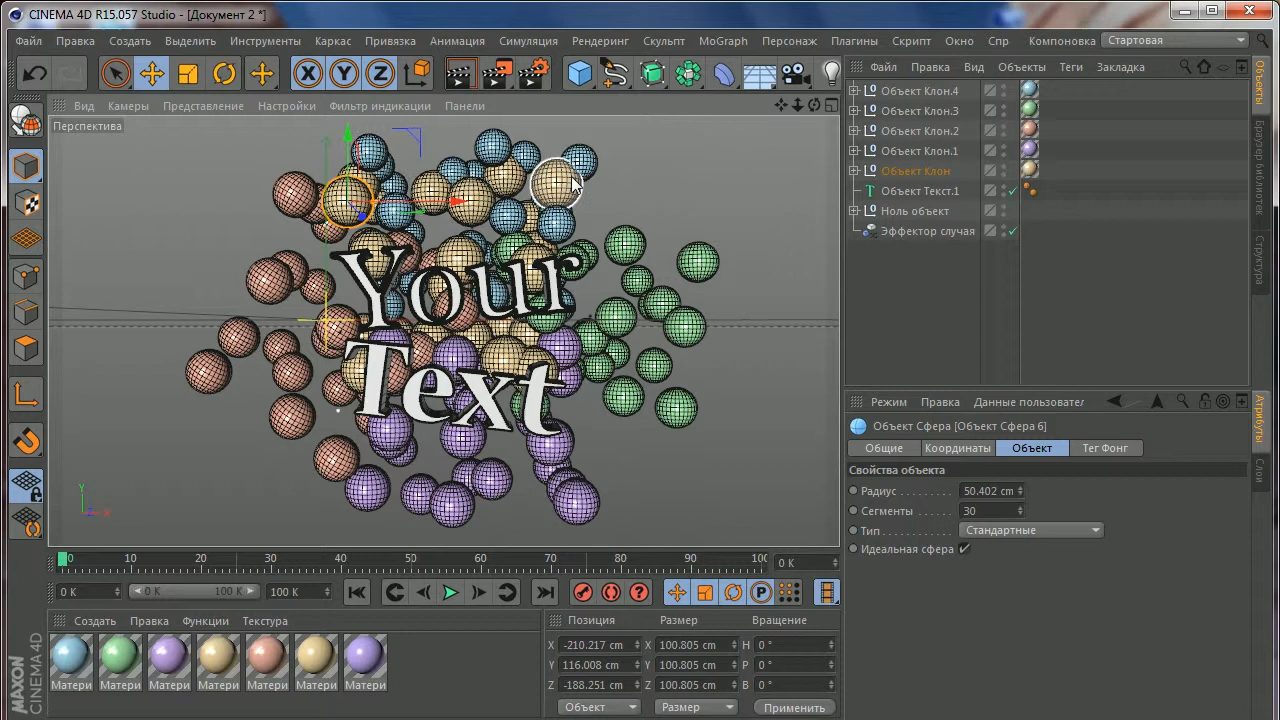 CINEMA 4D R15.057 Studio - [Документ 2 *]
Файл Правка Создать Выделить Инструменты Каркас Привязка Анимация Симуляция Рендеринг Скульпт MoGraph Персонаж Плагины Скрипт Окно Спр Компоновка Стартовая
X Y Z
Файл Правка Вид Объекты Теги Закладка
Вид Камеры Представление Настройки Фильтр индикации Панели
Перспектива
Объект Клон.4
Объект Клон.3
Объект Клон.2
Объект Клон.1
Объект Клон
Объект Текст.1
Ноль объект
Эффектор случая
Объекты
Браузер библиотек
Структура
Your
Text
Y
Z X
Режим Правка Данные пользовател
Объект Сфера [Объект Сфера 6]
Общие Координаты Объект Тег Фонг
Свойства объекта
Радиус 50.402 cm
Сегменты 30
Тип Стандартные
Идеальная сфера
Атрибуты
Слои
0 10 20 30 40 50 60 70 80 90 100 0 K
0 K 0 K 100 K 100 K
P
Создать Правка Функции Текстура
Матери Матери Матери Матери Матери Матери Матери
Позиция Размер Вращение
X -210.217 cm X 100.805 cm H 0 °
Y 116.008 cm Y 100.805 cm P 0 °
Z -188.251 cm Z 100.805 cm B 0 °
Объект Размер Применить
MAXON
CINEMA 4D